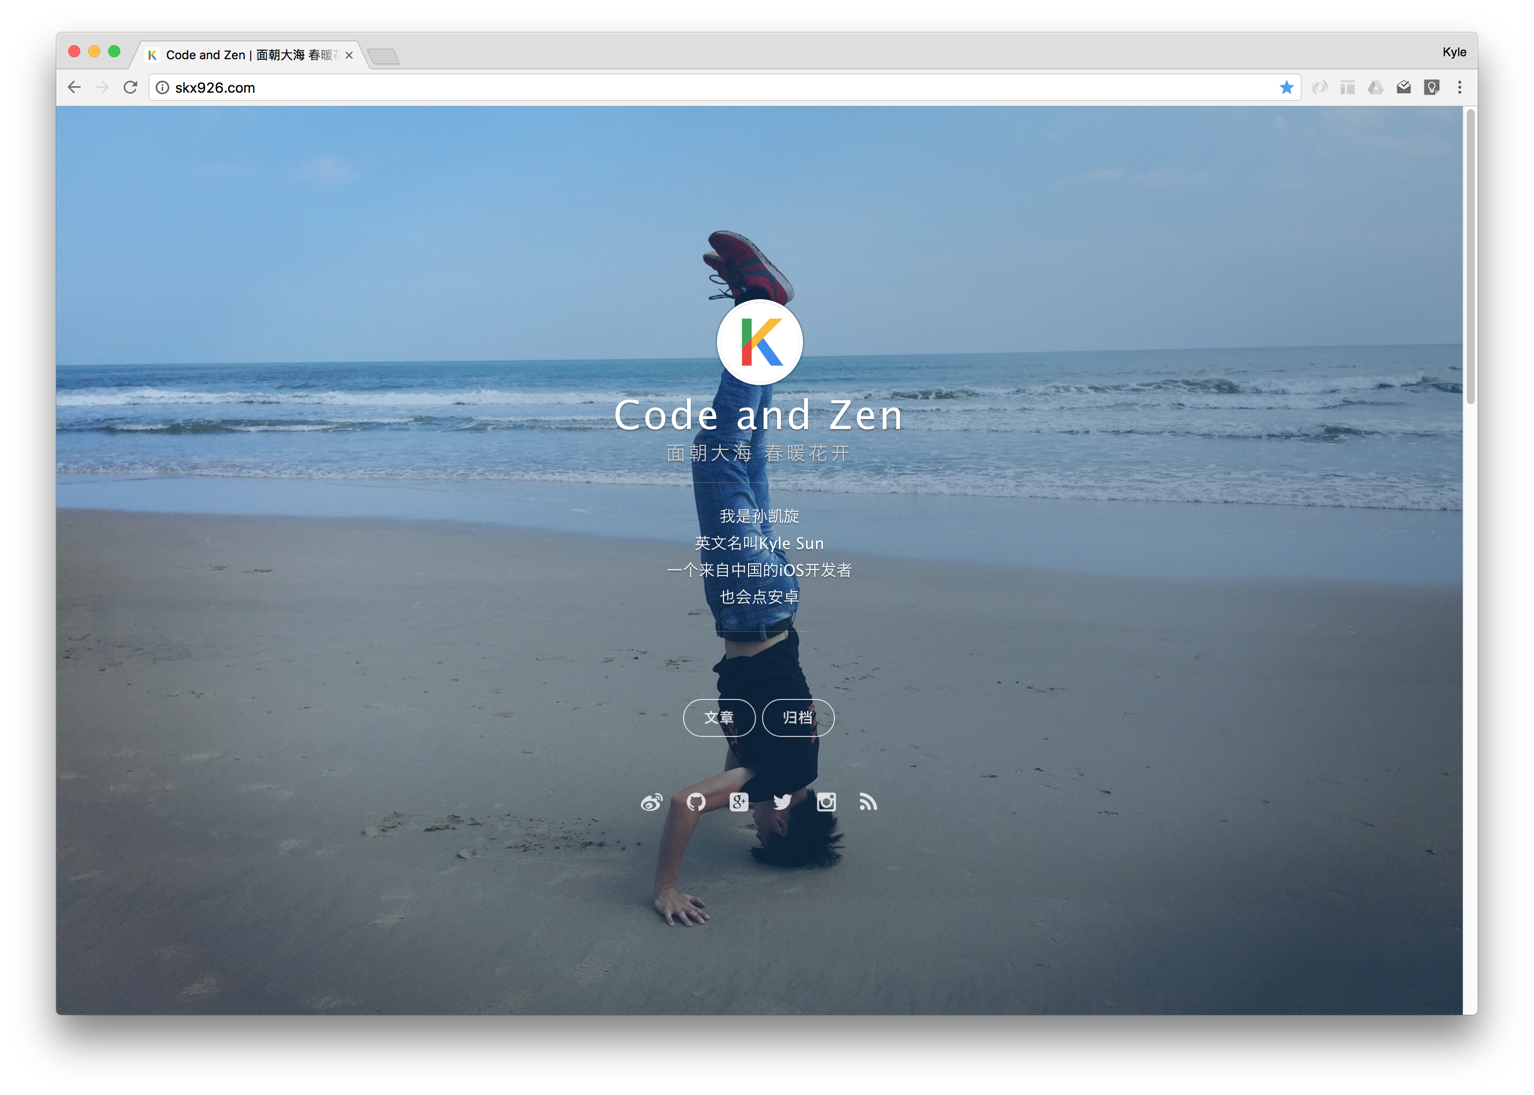 Code and Zen | 面朝大海 春暖
Kyle
skx926.com
K
Code and Zen
面朝大海 春暖花开
我是孙凯旋
英文名叫Kyle Sun
一个来自中国的iOS开发者
也会点安卓
文章 归档